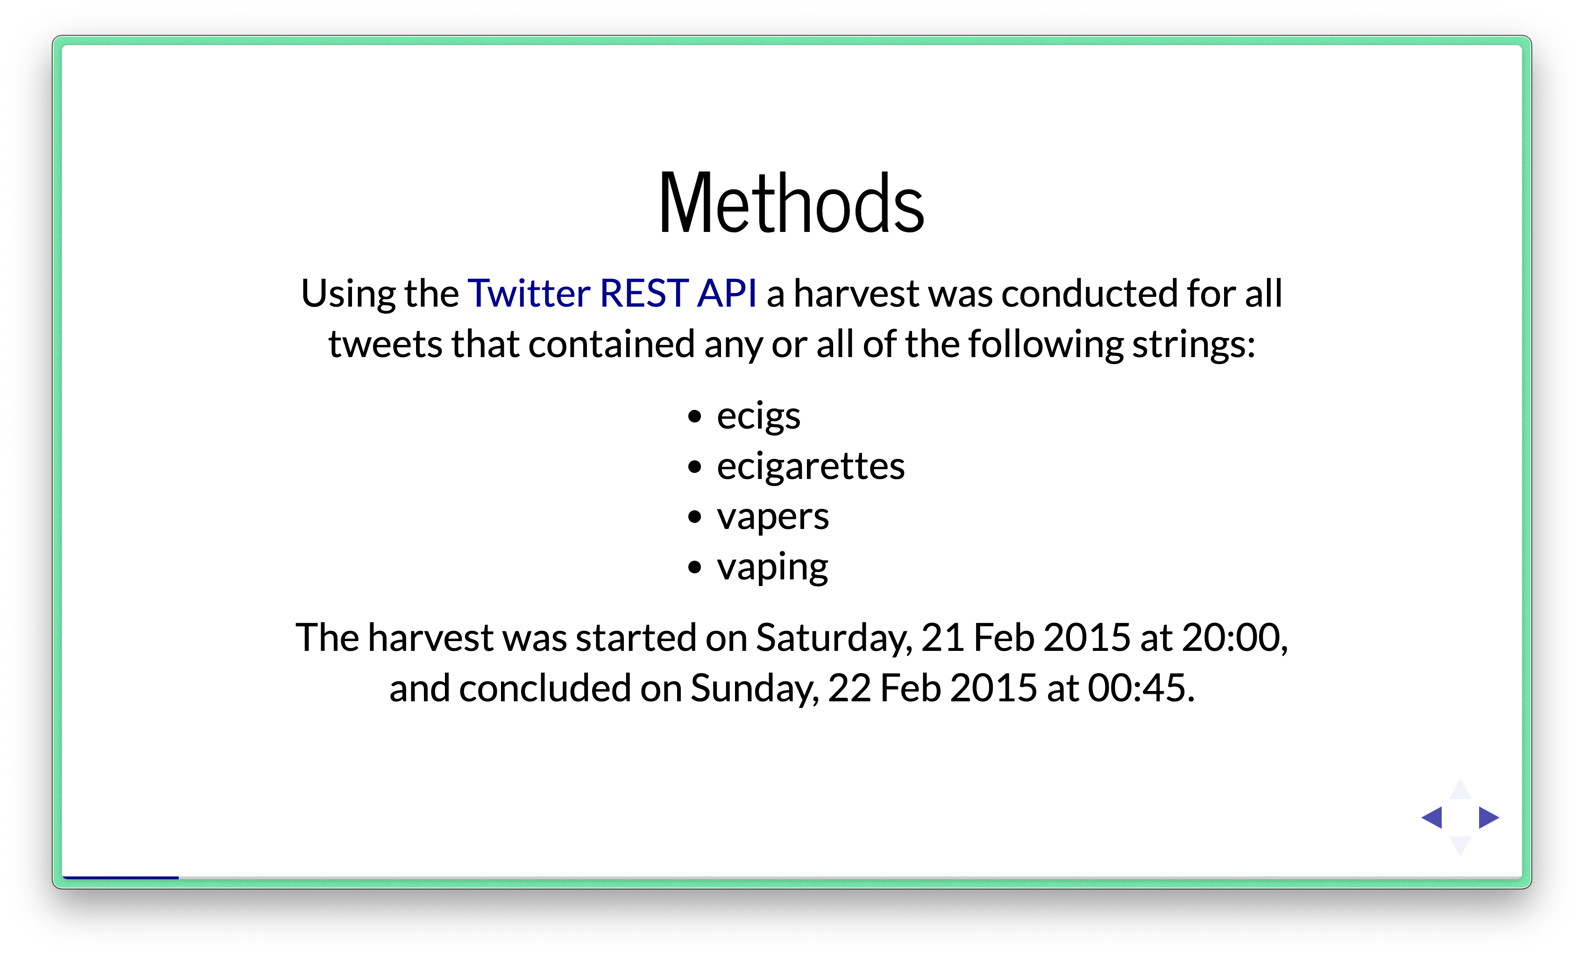 Methods
Using the Twitter REST API a harvest was conducted for all
tweets that contained any or all of the following strings:
• ecigs
• ecigarettes
• vapers
• vaping
The harvest was started on Saturday, 21 Feb 2015 at 20:00,
and concluded on Sunday, 22 Feb 2015 at 00:45.